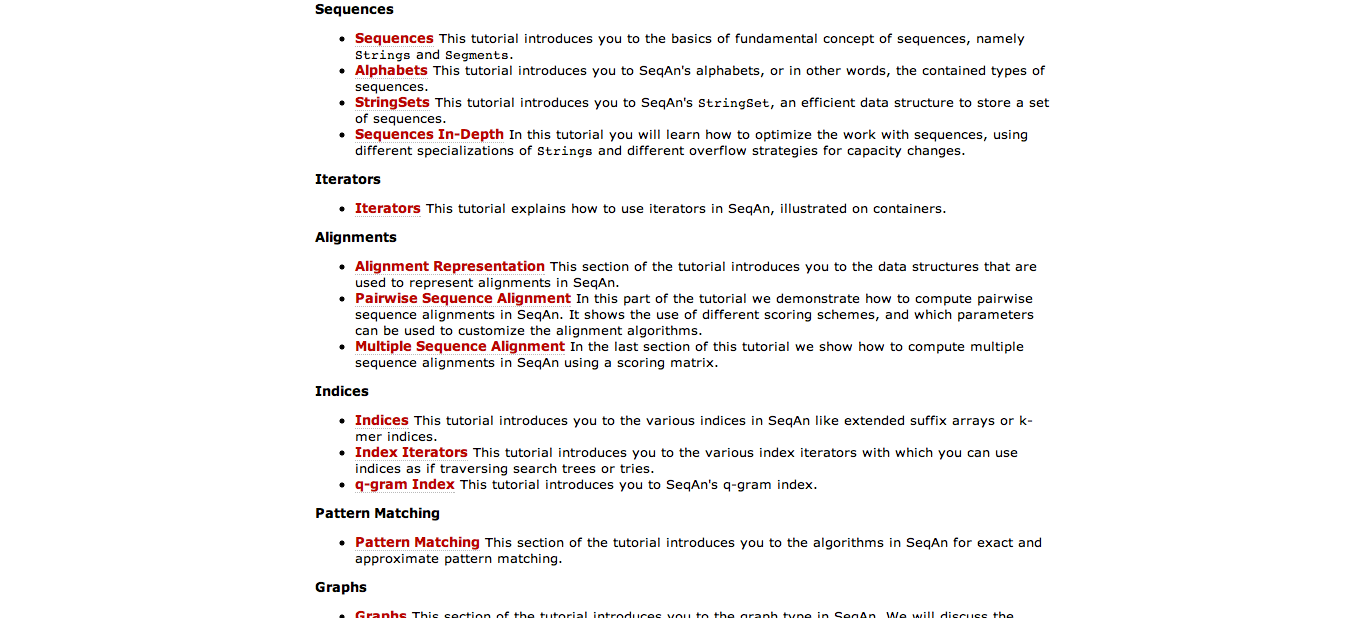 Sequences
Sequences This tutorial introduces you to the basics of fundamental concept of sequences, namely
Strings and Segments.
Alphabets This tutorial introduces you to SeqAn's alphabets, or in other words, the contained types of
sequences.
StringSets This tutorial introduces you to SeqAn's StringSet, an efficient data structure to store a set
of sequences.
Sequences In-Depth In this tutorial you will learn how to optimize the work with sequences, using
different specializations of Strings and different overflow strategies for capacity changes.
Iterators
Iterators This tutorial explains how to use iterators in SeqAn, illustrated on containers.
Alignments
Alignment Representation This section of the tutorial introduces you to the data structures that are
used to represent alignments in SeqAn.
Pairwise Sequence Alignment In this part of the tutorial we demonstrate how to compute pairwise
sequence alignments in SeqAn. It shows the use of different scoring schemes, and which parameters
can be used to customize the alignment algorithms.
Multiple Sequence Alignment In the last section of this tutorial we show how to compute multiple
sequence alignments in SeqAn using a scoring matrix.
Indices
Indices This tutorial introduces you to the various indices in SeqAn like extended suffix arrays or k-
mer indices.
Index Iterators This tutorial introduces you to the various index iterators with which you can use
indices as if traversing search trees or tries.
q-gram Index This tutorial introduces you to SeqAn's q-gram index.
Pattern Matching
Pattern Matching This section of the tutorial introduces you to the algorithms in SeqAn for exact and
approximate pattern matching.
Graphs
Graphs This section of the tutorial introduces you to the graph type in SeqAn. We will discuss the